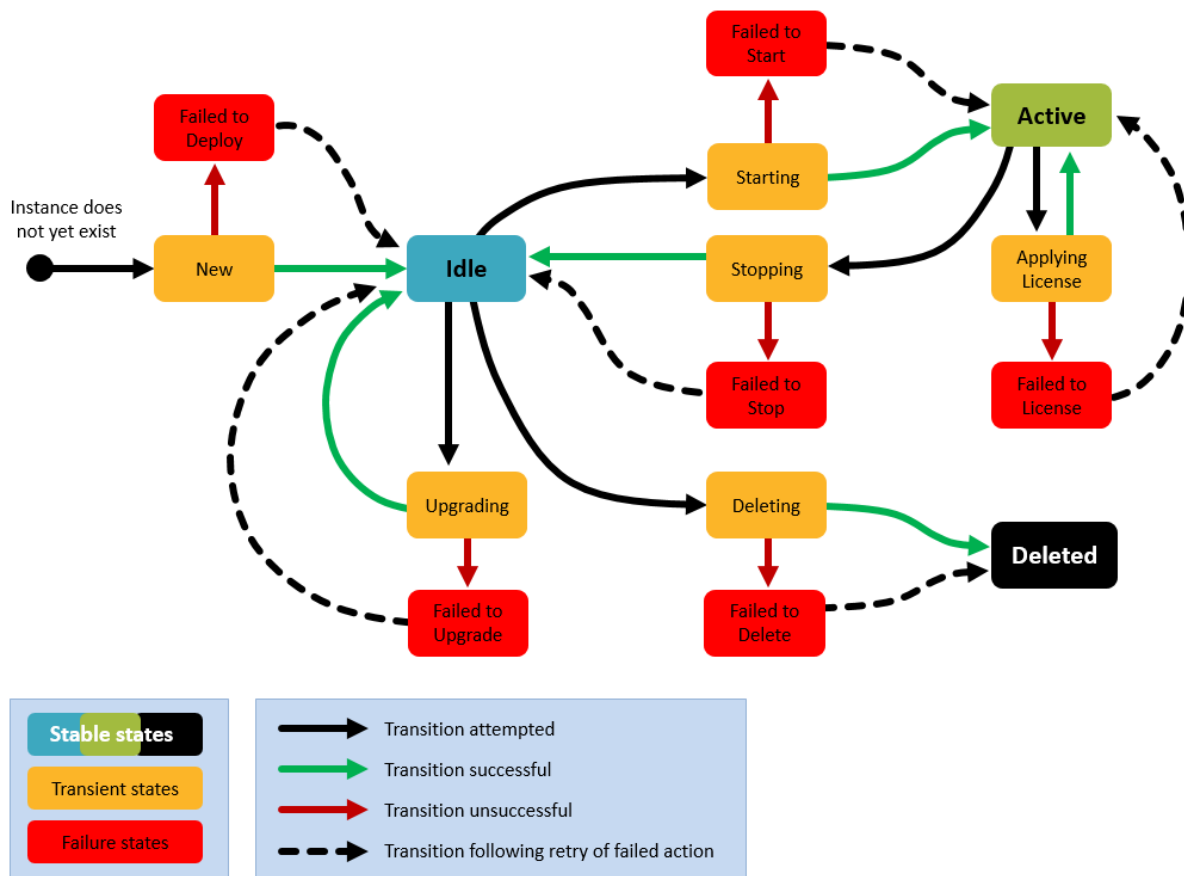 Failed to
Start
Failed to
Deploy
Active
Instance does
not yet exist
Starting
New
Idle
Stopping
Applying
License
Failed to
Stop
Failed to
License
Upgrading
Deleting
Deleted
Failed to
Upgrade
Failed to
Delete
Stable states
Transient states
Failure states
Transition attempted
Transition successful
Transition unsuccessful
Transition following retry of failed action